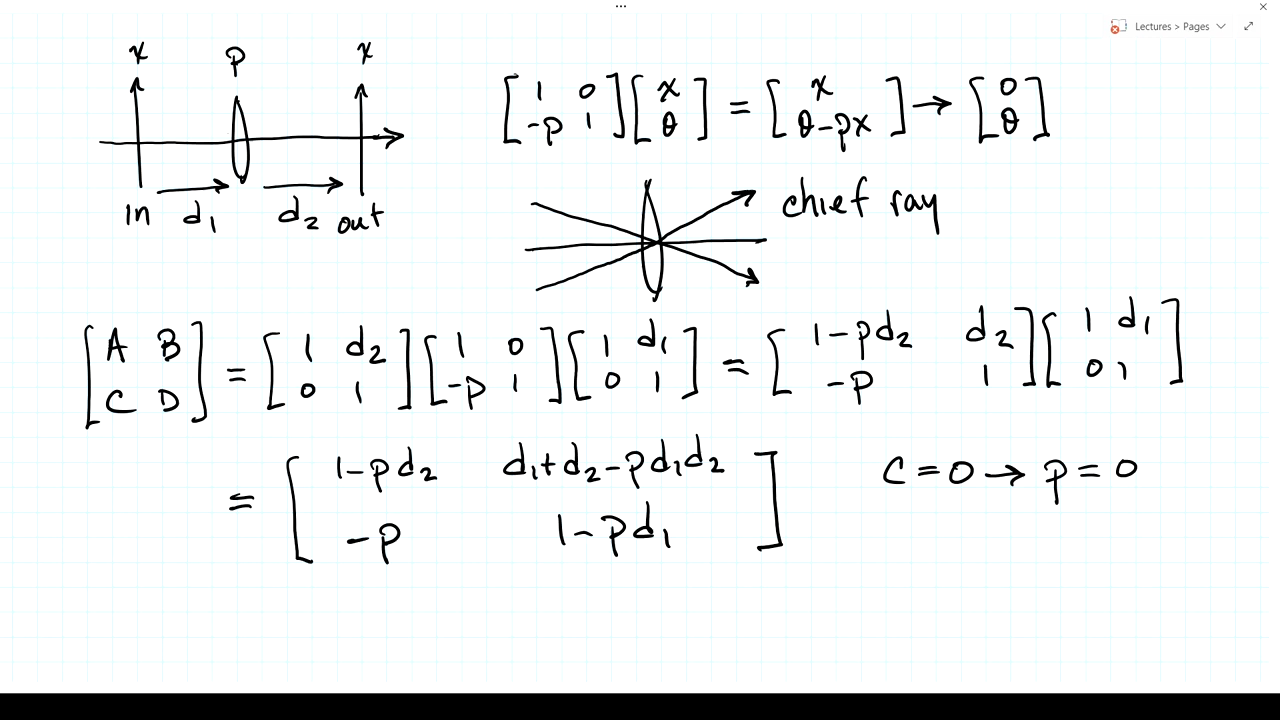 ...
Lectures > Pages
x p x
in d₁ d₂ out
[1 0; -p 1] [x; θ] = [x; θ-px] → [0; θ]
chief ray
[A B; C D] = [1 d₂; 0 1] [1 0; -p 1] [1 d₁; 0 1] = [1-pd₂ d₂; -p 1] [1 d₁; 0 1]
= [1-pd₂ d₁+d₂-pd₁d₂; -p 1-pd₁] C=0 → p=0